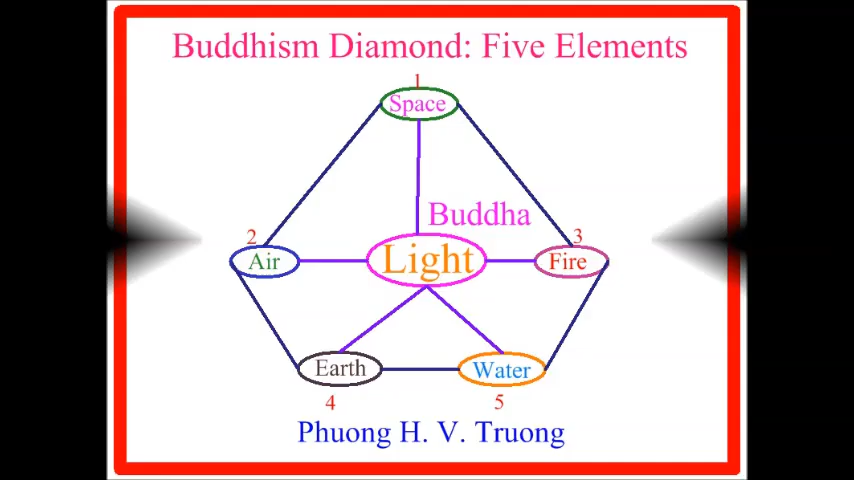 Buddhism Diamond: Five Elements
1
Space
Buddha
2
3
Air
Light
Fire
Earth
Water
4
5
Phuong H. V. Truong